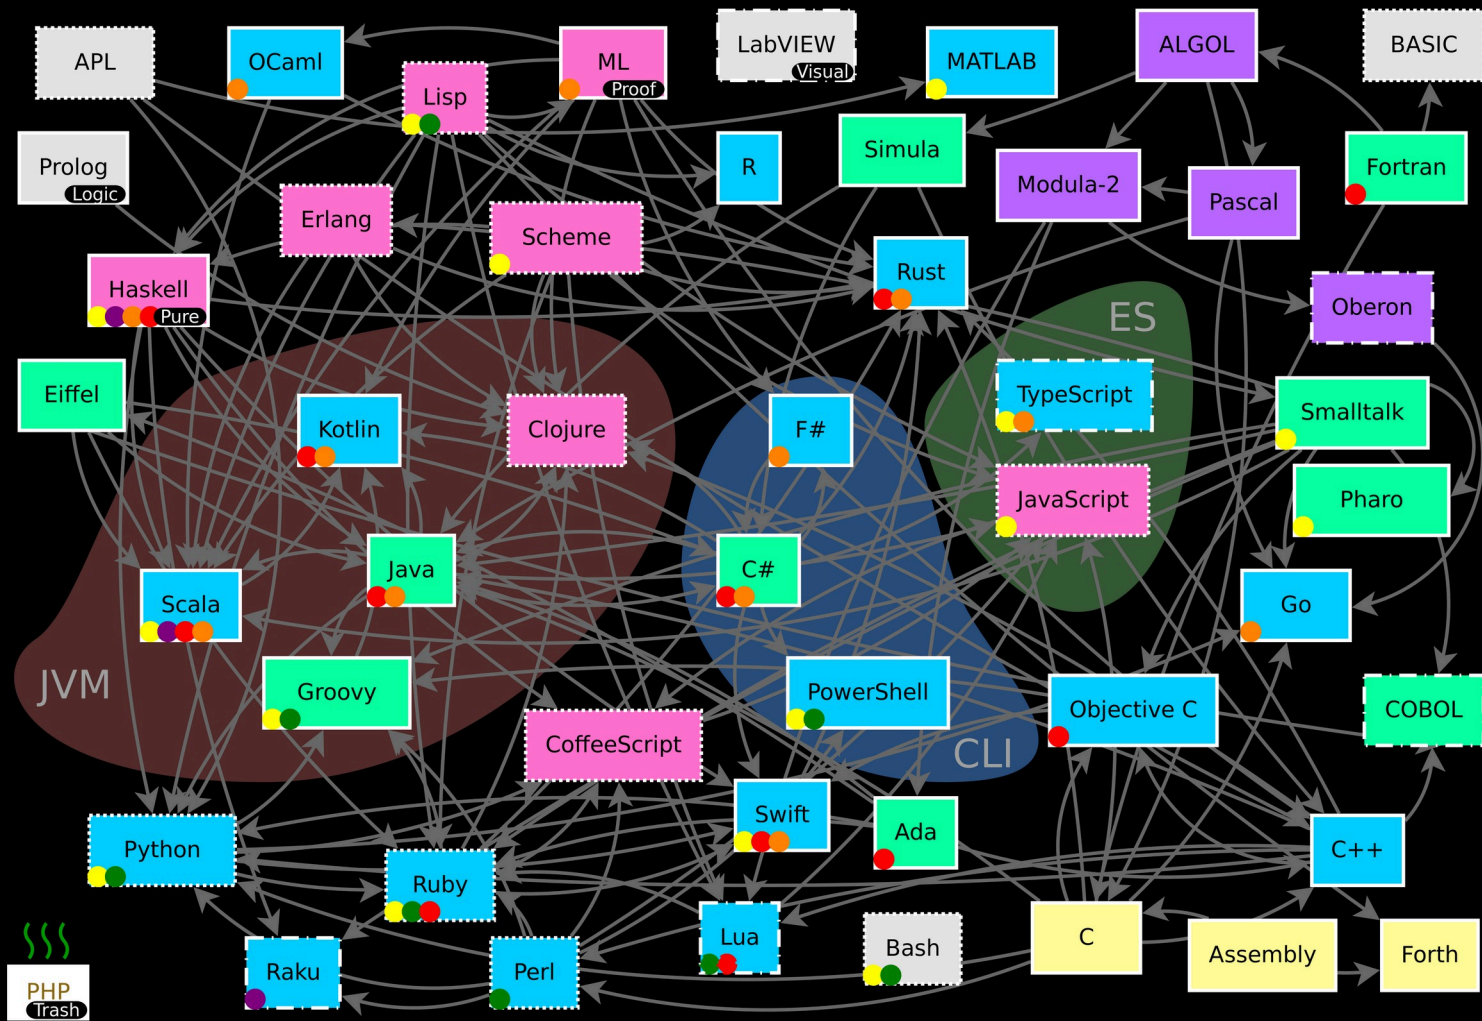 APL
OCaml
ML
Proof
LabVIEW
Visual
MATLAB
ALGOL
BASIC
Lisp
Simula
Prolog
Logic
R
Modula-2
Pascal
Fortran
Erlang
Scheme
Rust
Haskell
Pure
Oberon
ES
Eiffel
Kotlin
Clojure
F#
TypeScript
Smalltalk
JavaScript
Pharo
Java
C#
Scala
Go
JVM
Groovy
PowerShell
Objective C
COBOL
CoffeeScript
CLI
Python
Swift
Ada
C++
Ruby
Lua
Bash
C
Assembly
Forth
Raku
Perl
PHP
Trash